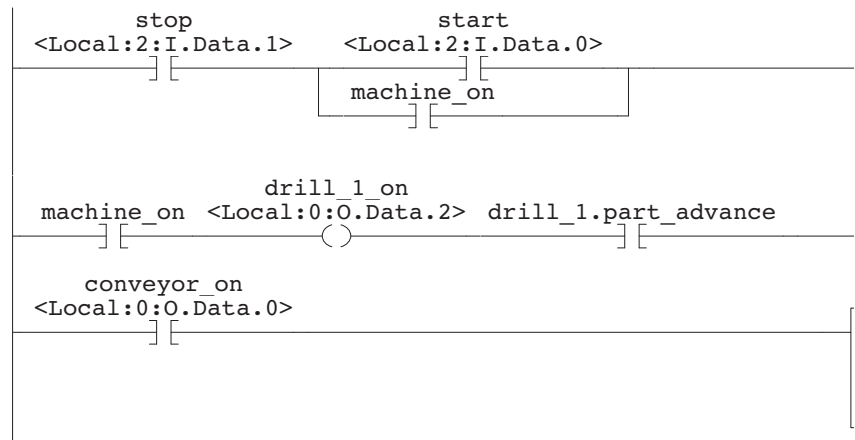 stop start
<Local:2:I.Data.1> <Local:2:I.Data.0>
machine_on
drill_1_on
machine_on <Local:0:O.Data.2> drill_1.part_advance
conveyor_on
<Local:0:O.Data.0>